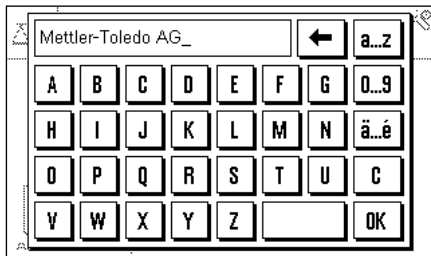 Mettler-Toledo AG_ a...z
A B C D E F G 0...9
H I J K L M N ä...é
O P Q R S T U C
V W X Y Z OK